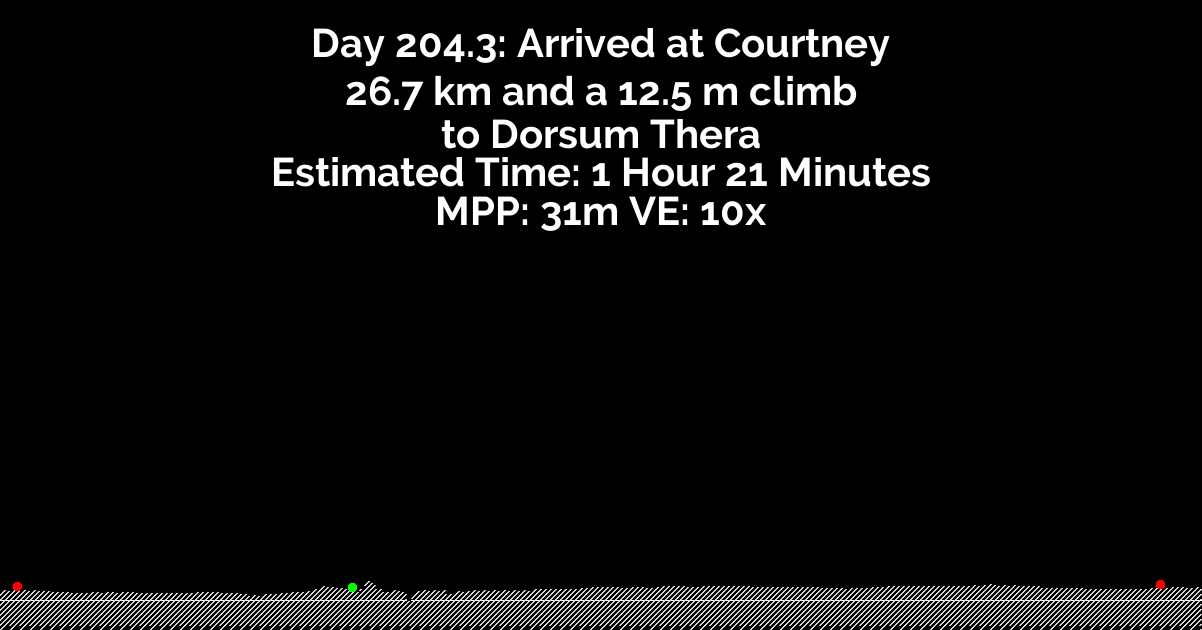 Day 204.3: Arrived at Courtney
26.7 km and a 12.5 m climb
to Dorsum Thera
Estimated Time: 1 Hour 21 Minutes
MPP: 31m VE: 10x